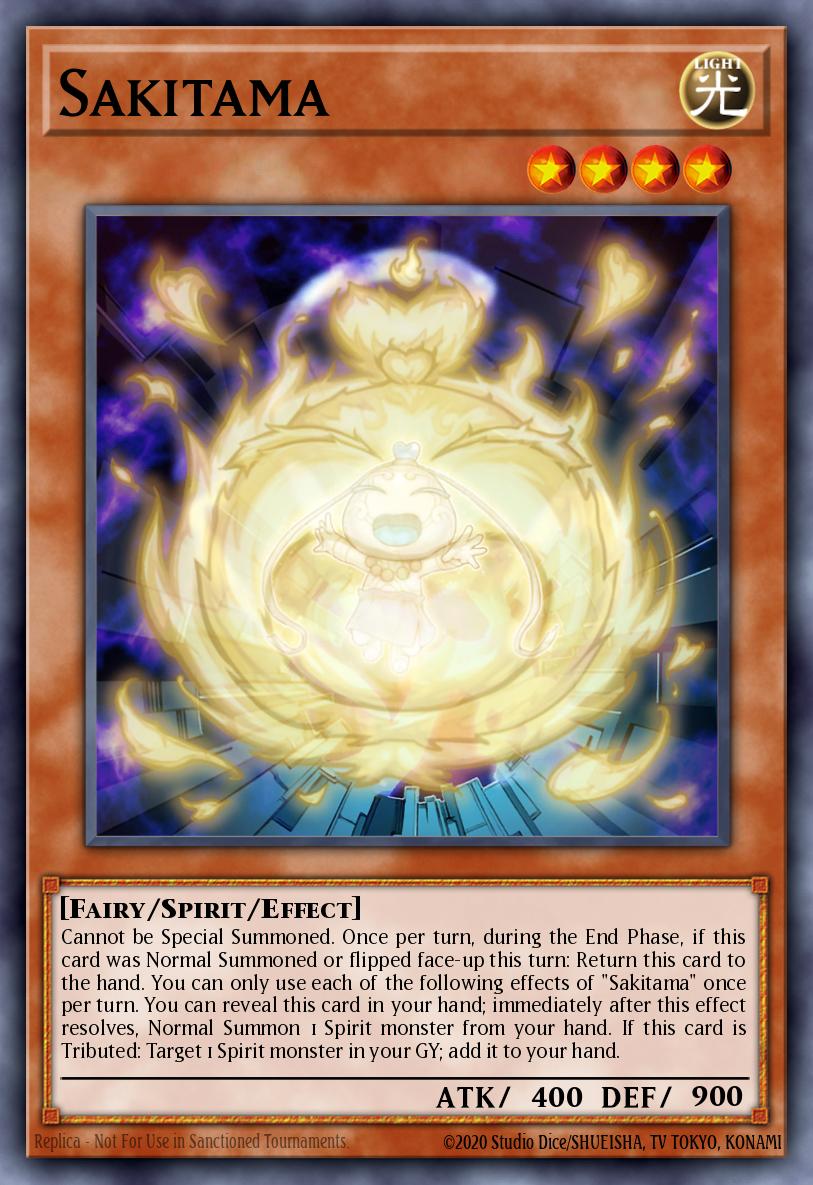 Sakitama
LIGHT
光
[Fairy/Spirit/Effect]
Cannot be Special Summoned. Once per turn, during the End Phase, if this
card was Normal Summoned or flipped face-up this turn: Return this card to
the hand. You can only use each of the following effects of "Sakitama" once
per turn. You can reveal this card in your hand; immediately after this effect
resolves, Normal Summon 1 Spirit monster from your hand. If this card is
Tributed: Target 1 Spirit monster in your GY; add it to your hand.
ATK/ 400 DEF/ 900
Replica - Not For Use in Sanctioned Tournaments.
©2020 Studio Dice/SHUEISHA, TV TOKYO, KONAMI